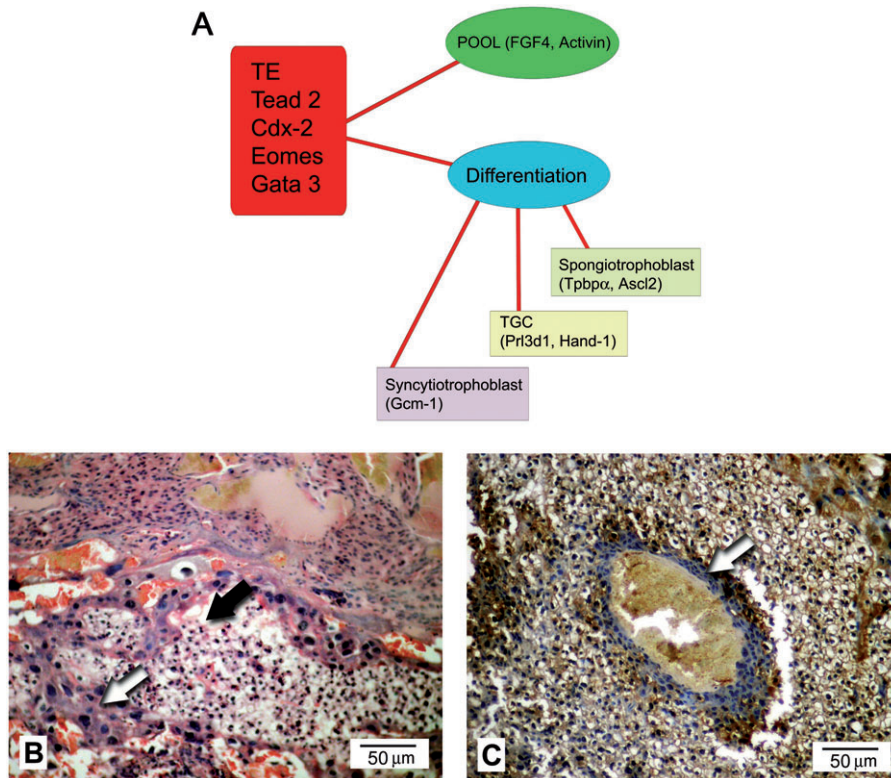 A
TE
Tead 2
Cdx-2
Eomes
Gata 3
POOL (FGF4, Activin)
Differentiation
Spongiotrophoblast
(Tpbpα, Ascl2)
TGC
(Prl3d1, Hand-1)
Syncytiotrophoblast
(Gcm-1)
B
50 μm
C
50 μm